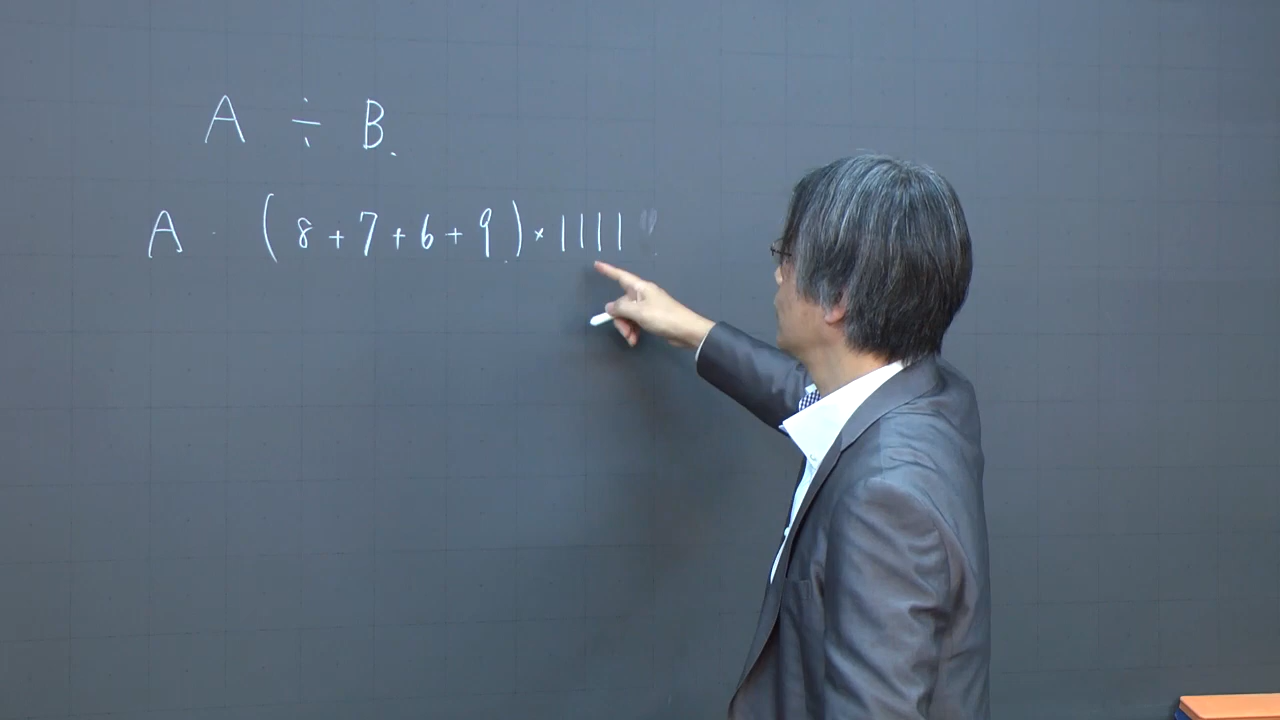 A ÷ B.
A · (8+7+6+9.)×1111